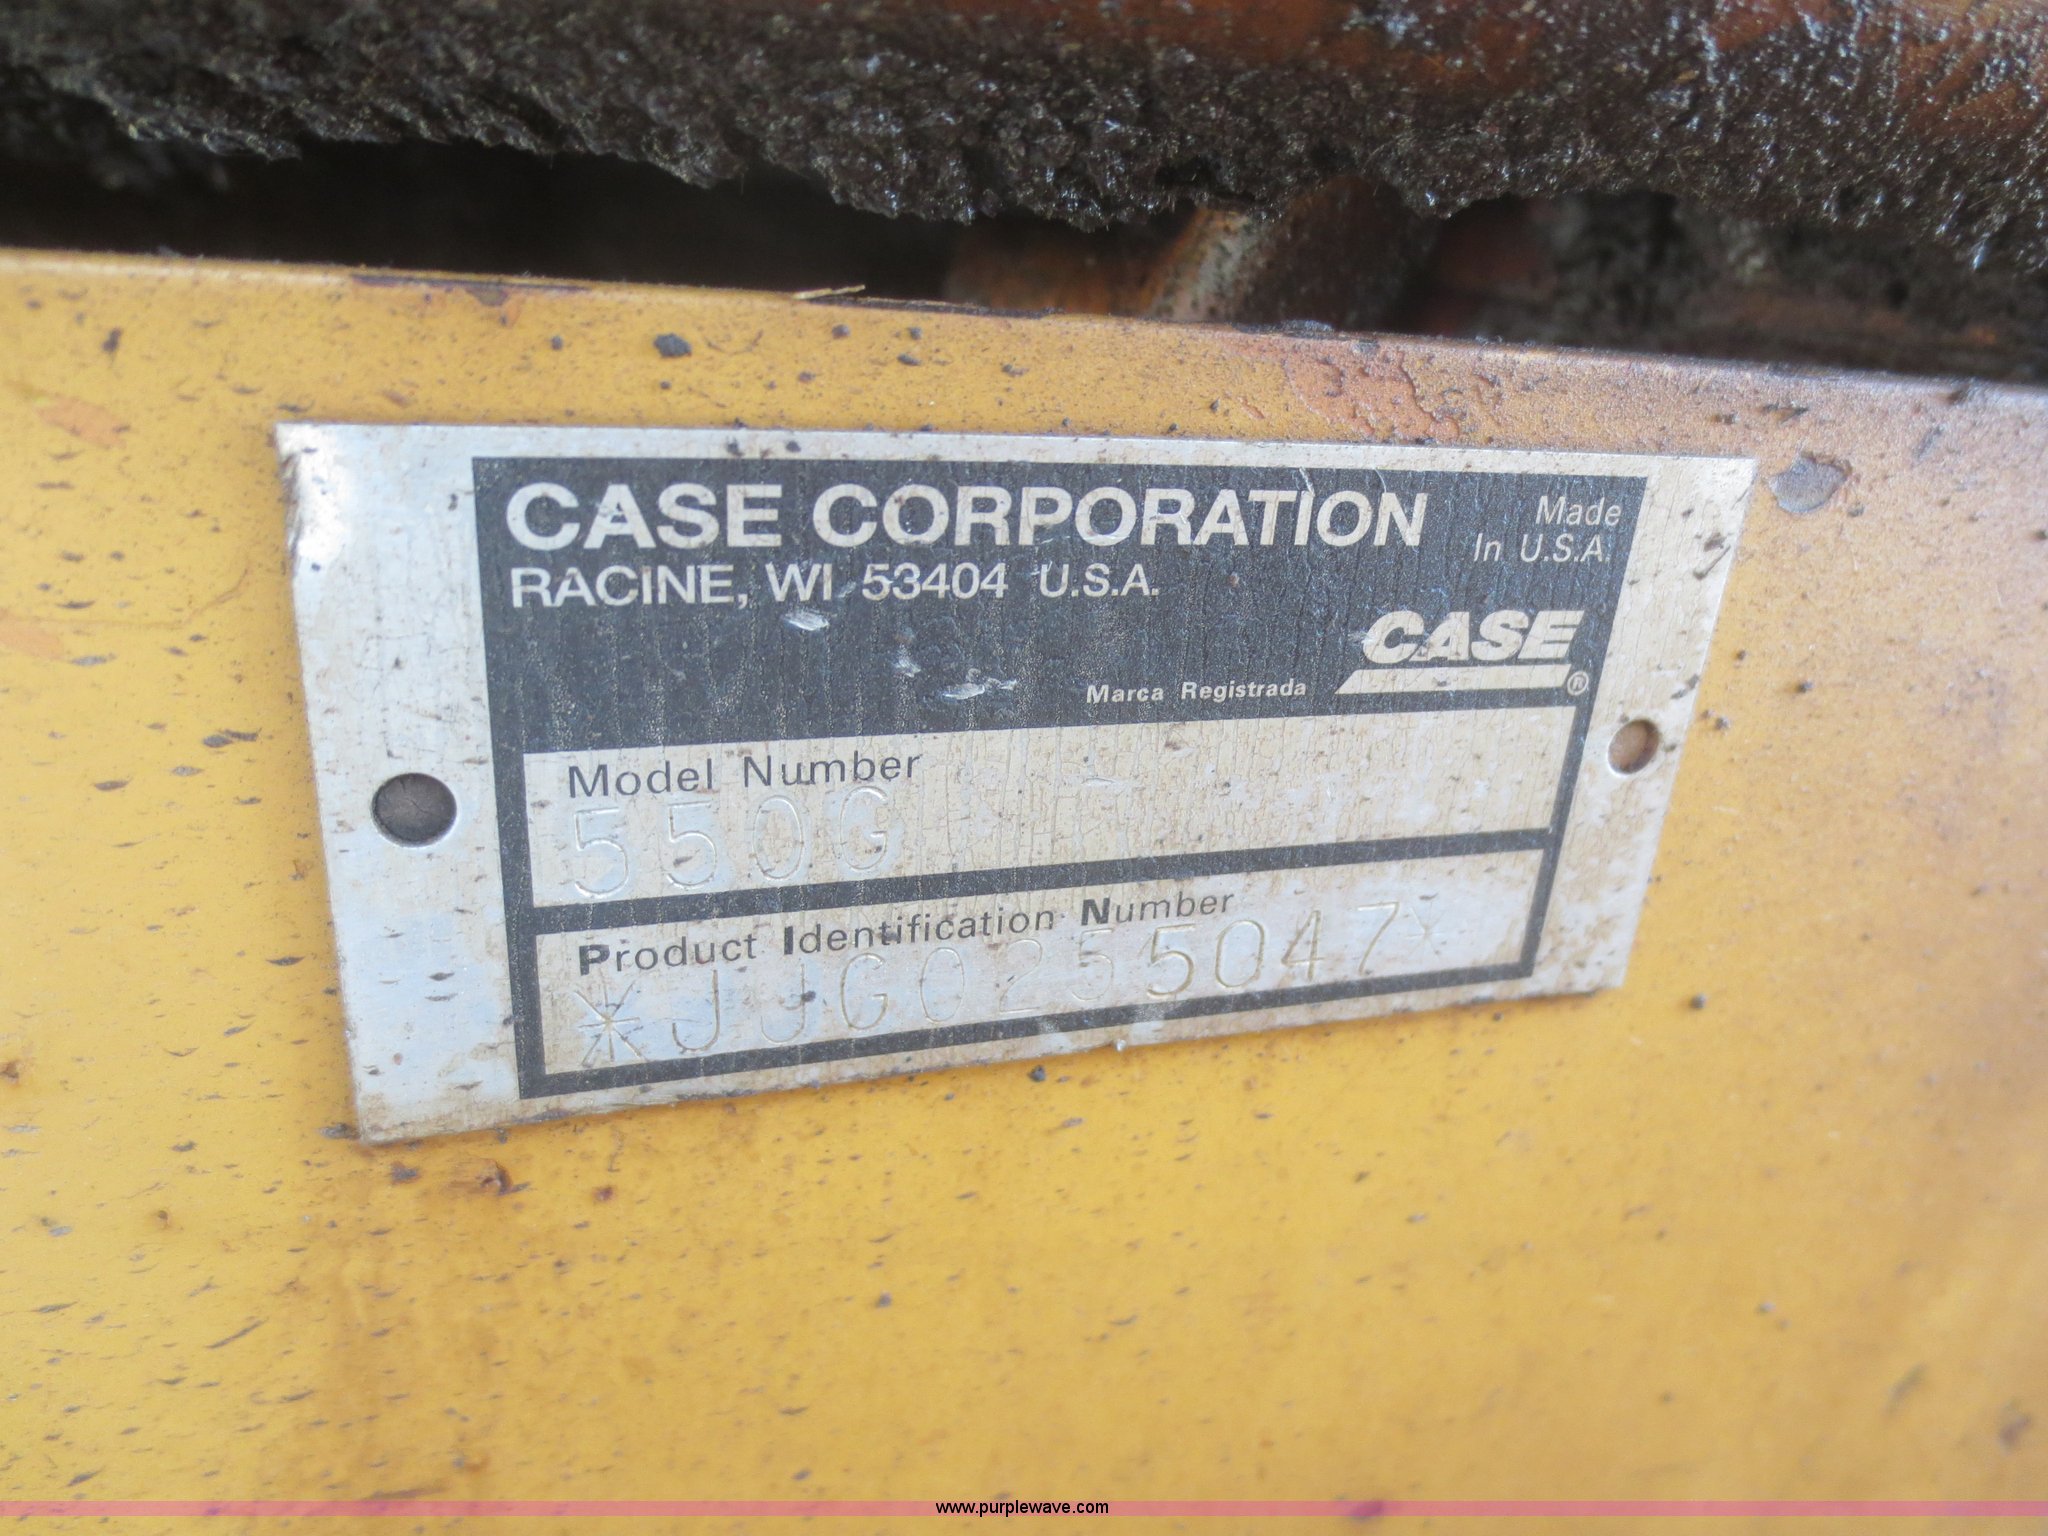 CASE CORPORATION
Made
In U.S.A.
RACINE, WI 53404 U.S.A.
CASE
Marca Registrada ®
Model Number
550G
Product Identification Number
*JJG0255047*
www.purplewave.com